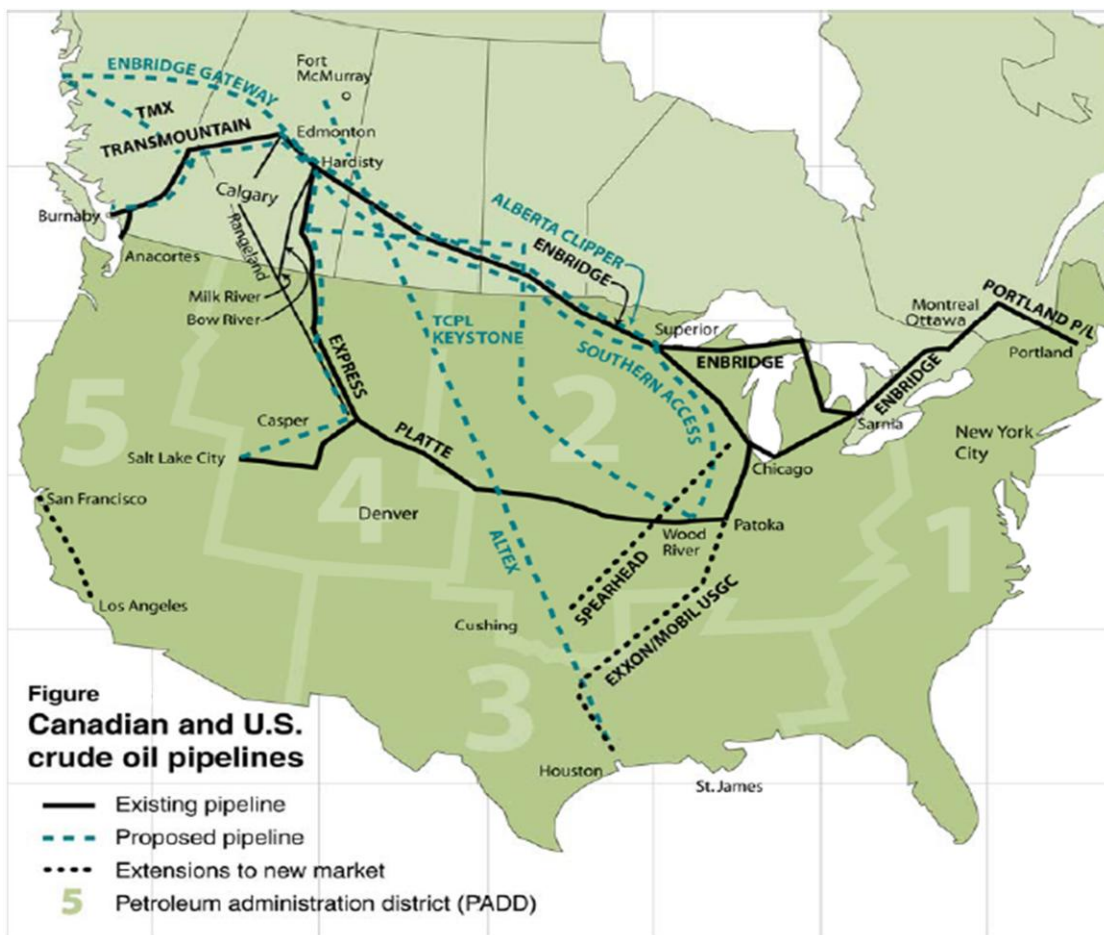 ENBRIDGE GATEWAY
Fort
McMurray
TMX
TRANSMOUNTAIN
Edmonton
Hardisty
Calgary
Burnaby
Rangeland
Anacortes
Milk River
Bow River
ALBERTA CLIPPER
ENBRIDGE
TCPL
KEYSTONE
Superior
Montreal
Ottawa
PORTLAND P/L
Portland
ENBRIDGE
ENBRIDGE
SOUTHERN ACCESS
EXPRESS
5
2
Casper
PLATTE
Sarnia
New York
City
Salt Lake City
Chicago
San Francisco
4
Denver
Wood
River
Patoka
1
ALTEX
SPEARHEAD
EXXON/MOBIL USGC
Los Angeles
Cushing
3
Houston
St. James
Figure
Canadian and U.S.
crude oil pipelines
Existing pipeline
Proposed pipeline
Extensions to new market
5 Petroleum administration district (PADD)